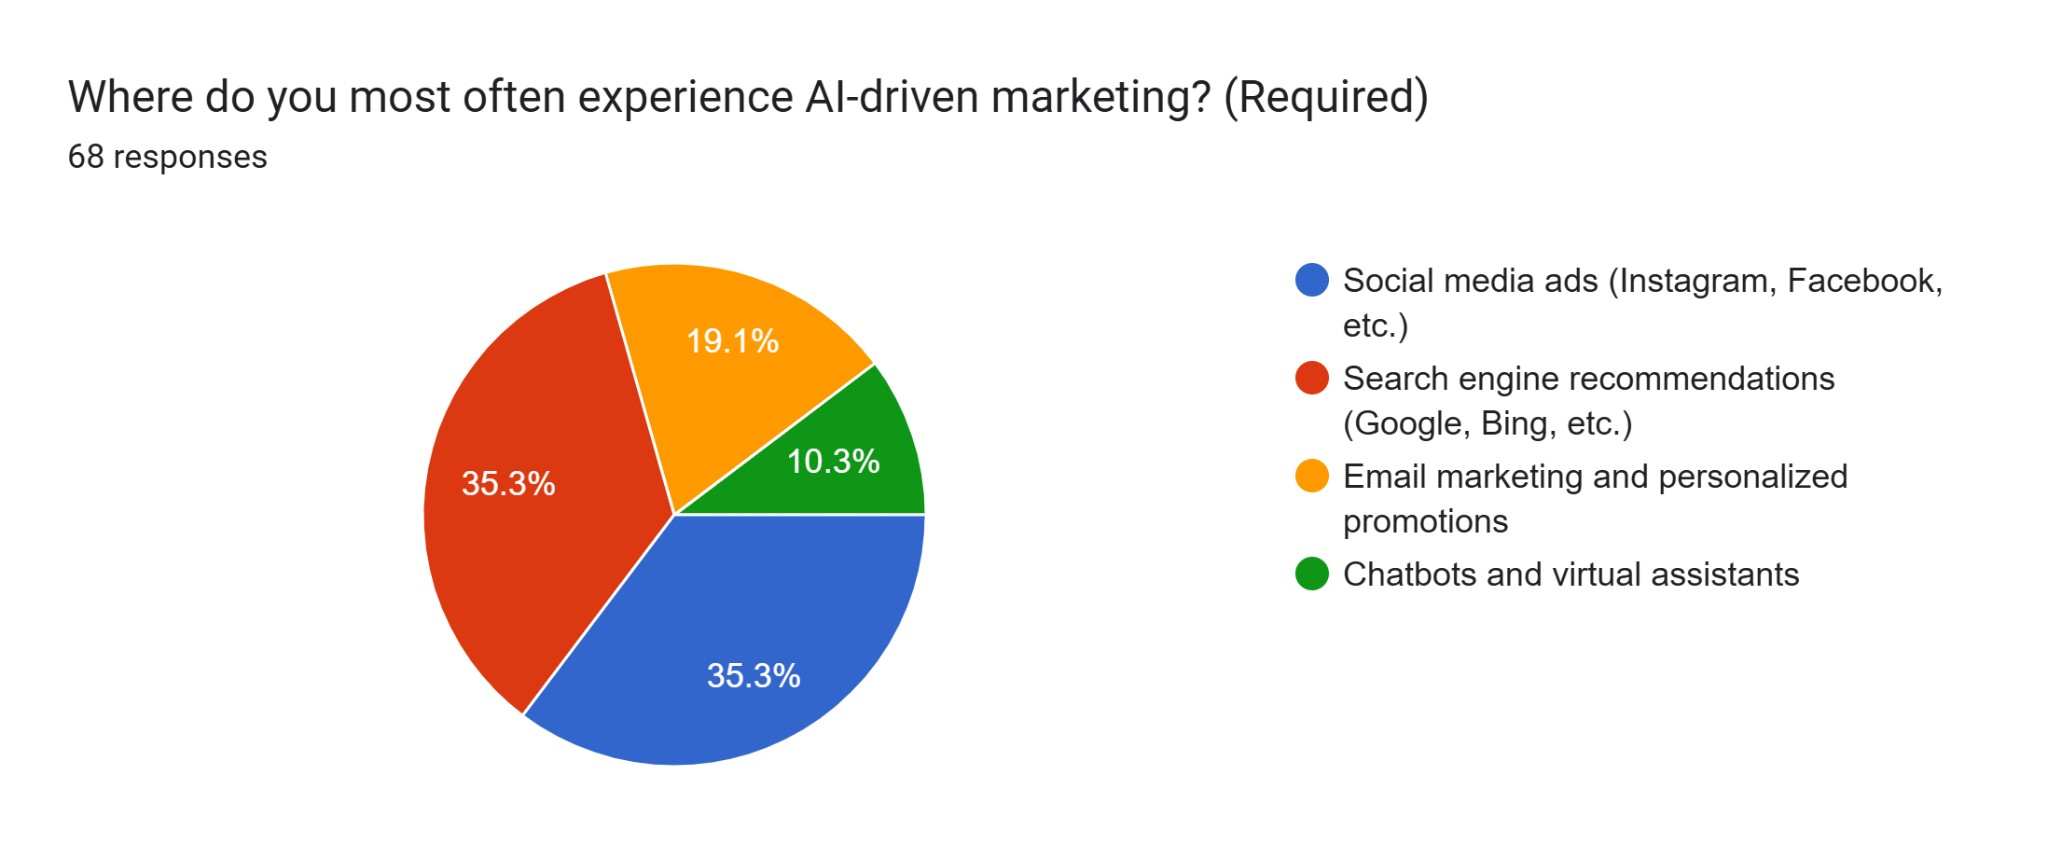 Where do you most often experience AI-driven marketing? (Required)
68 responses
19.1%
10.3%
35.3%
35.3%
Social media ads (Instagram, Facebook,
etc.)
Search engine recommendations
(Google, Bing, etc.)
Email marketing and personalized
promotions
Chatbots and virtual assistants